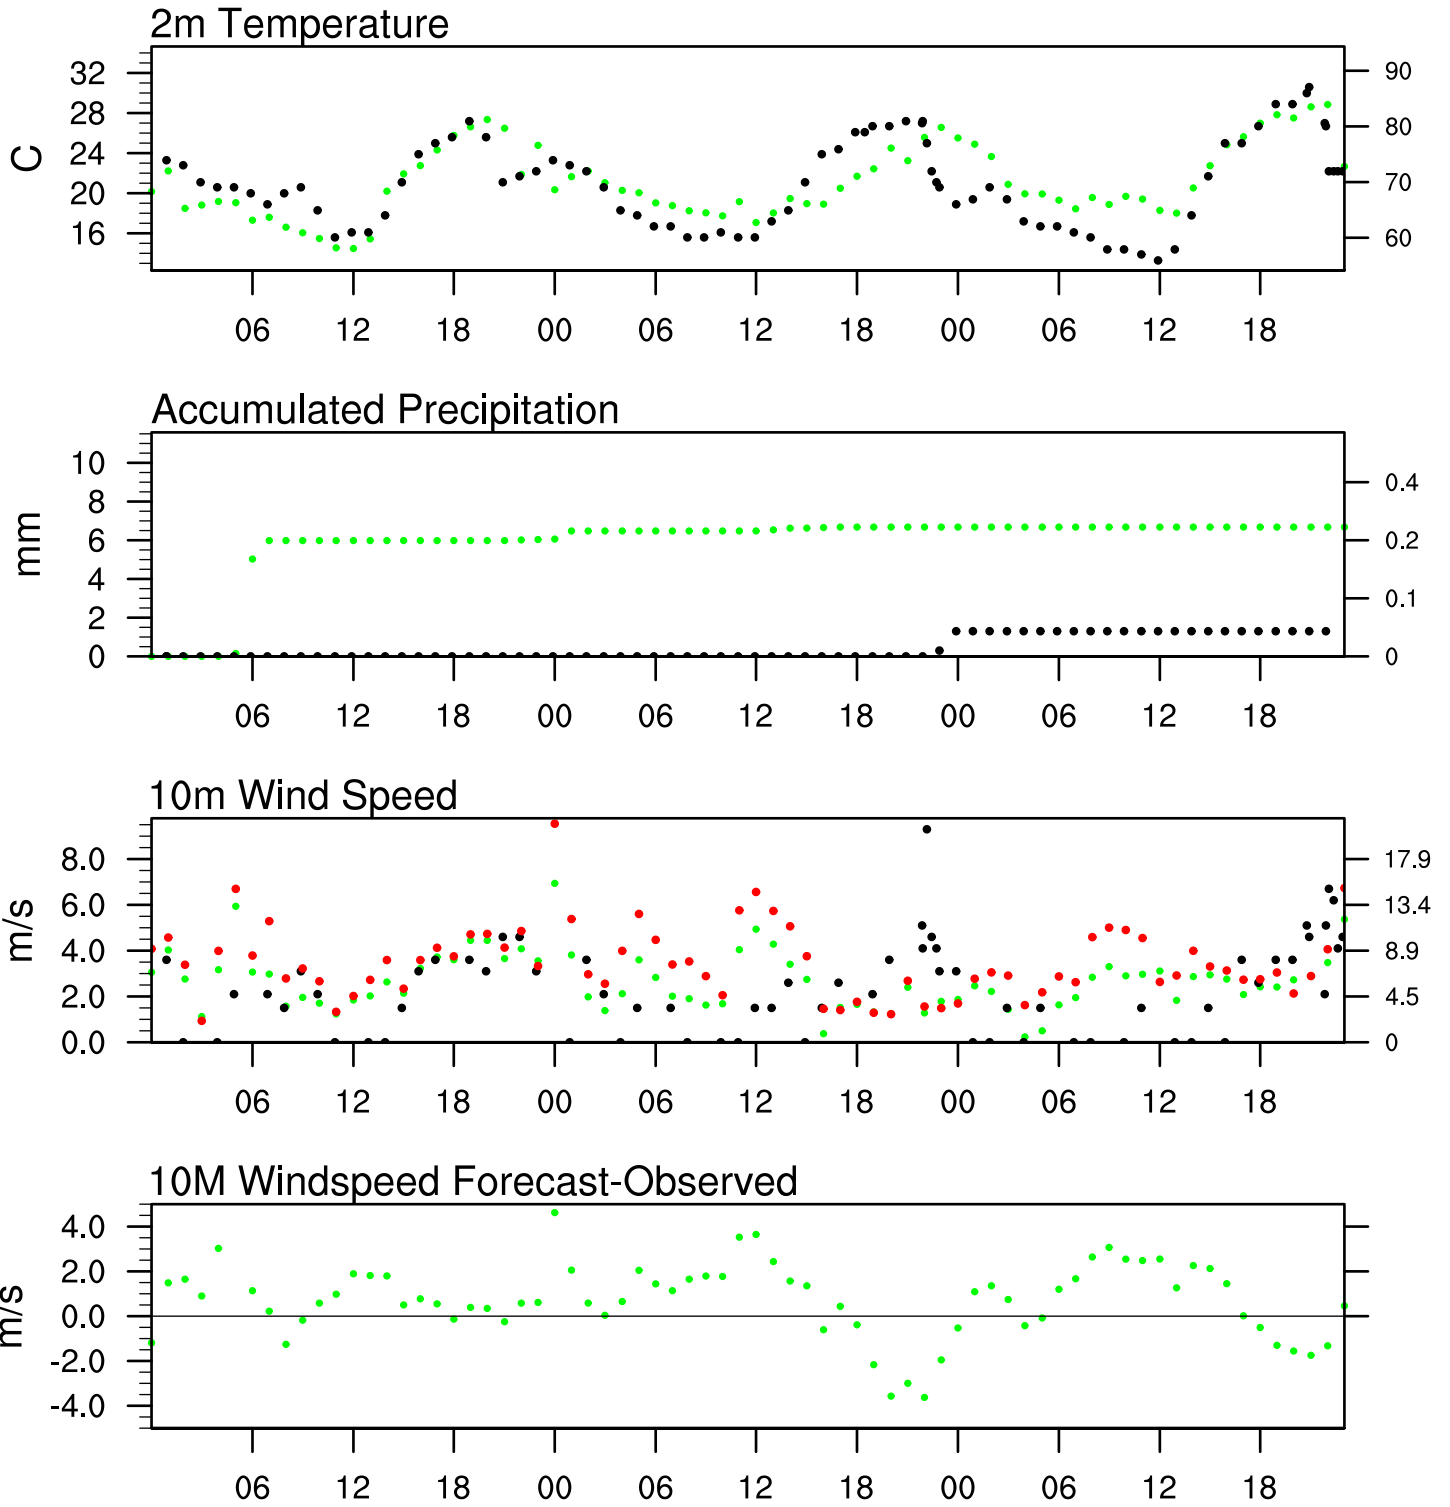 2m Temperature
C
32 90
28 80
24
20 70
16 60
06 12 18 00 06 12 18 00 06 12 18
Accumulated Precipitation
mm
10
8 0.4
6 0.2
4
2 0.1
0 0
06 12 18 00 06 12 18 00 06 12 18
10m Wind Speed
m/s
8.0 17.9
6.0 13.4
4.0 8.9
2.0 4.5
0.0 0
06 12 18 00 06 12 18 00 06 12 18
10M Windspeed Forecast-Observed
m/s
4.0
2.0
0.0
-2.0
-4.0
06 12 18 00 06 12 18 00 06 12 18